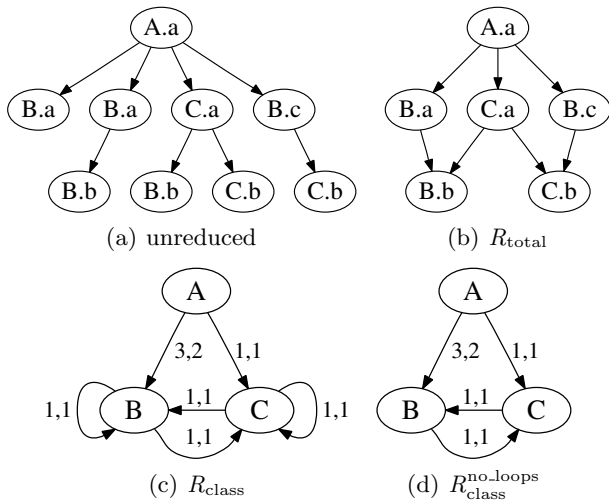 A.a A.a
B.a B.a C.a B.c B.a C.a B.c
B.b B.b C.b C.b B.b C.b
(a) unreduced (b) R_total
A A
3,2 1,1 3,2 1,1
1,1 B 1,1 C 1,1 B 1,1 C
1,1 1,1
(c) R_class (d) R_class^no_loops